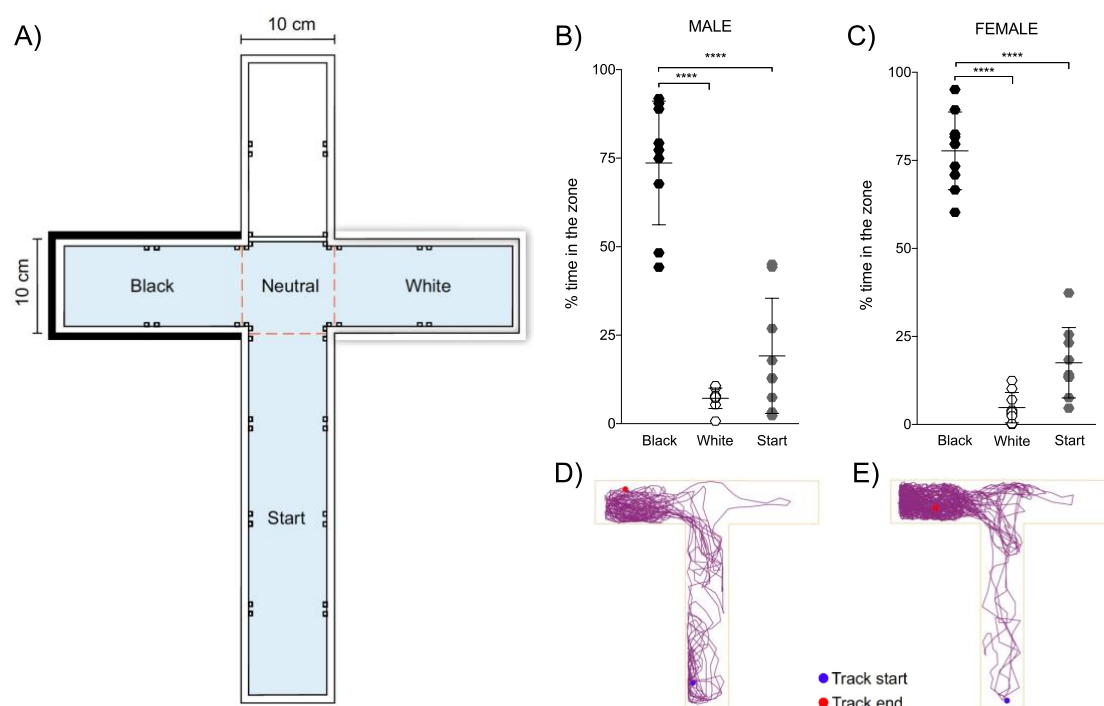 A)
10 cm
10 cm
Black
Neutral
White
Start
B)
MALE
****
****
100
75
50
25
0
% time in the zone
Black
White
Start
C)
FEMALE
****
****
100
75
50
25
0
% time in the zone
Black
White
Start
D)
E)
Track start
Track end